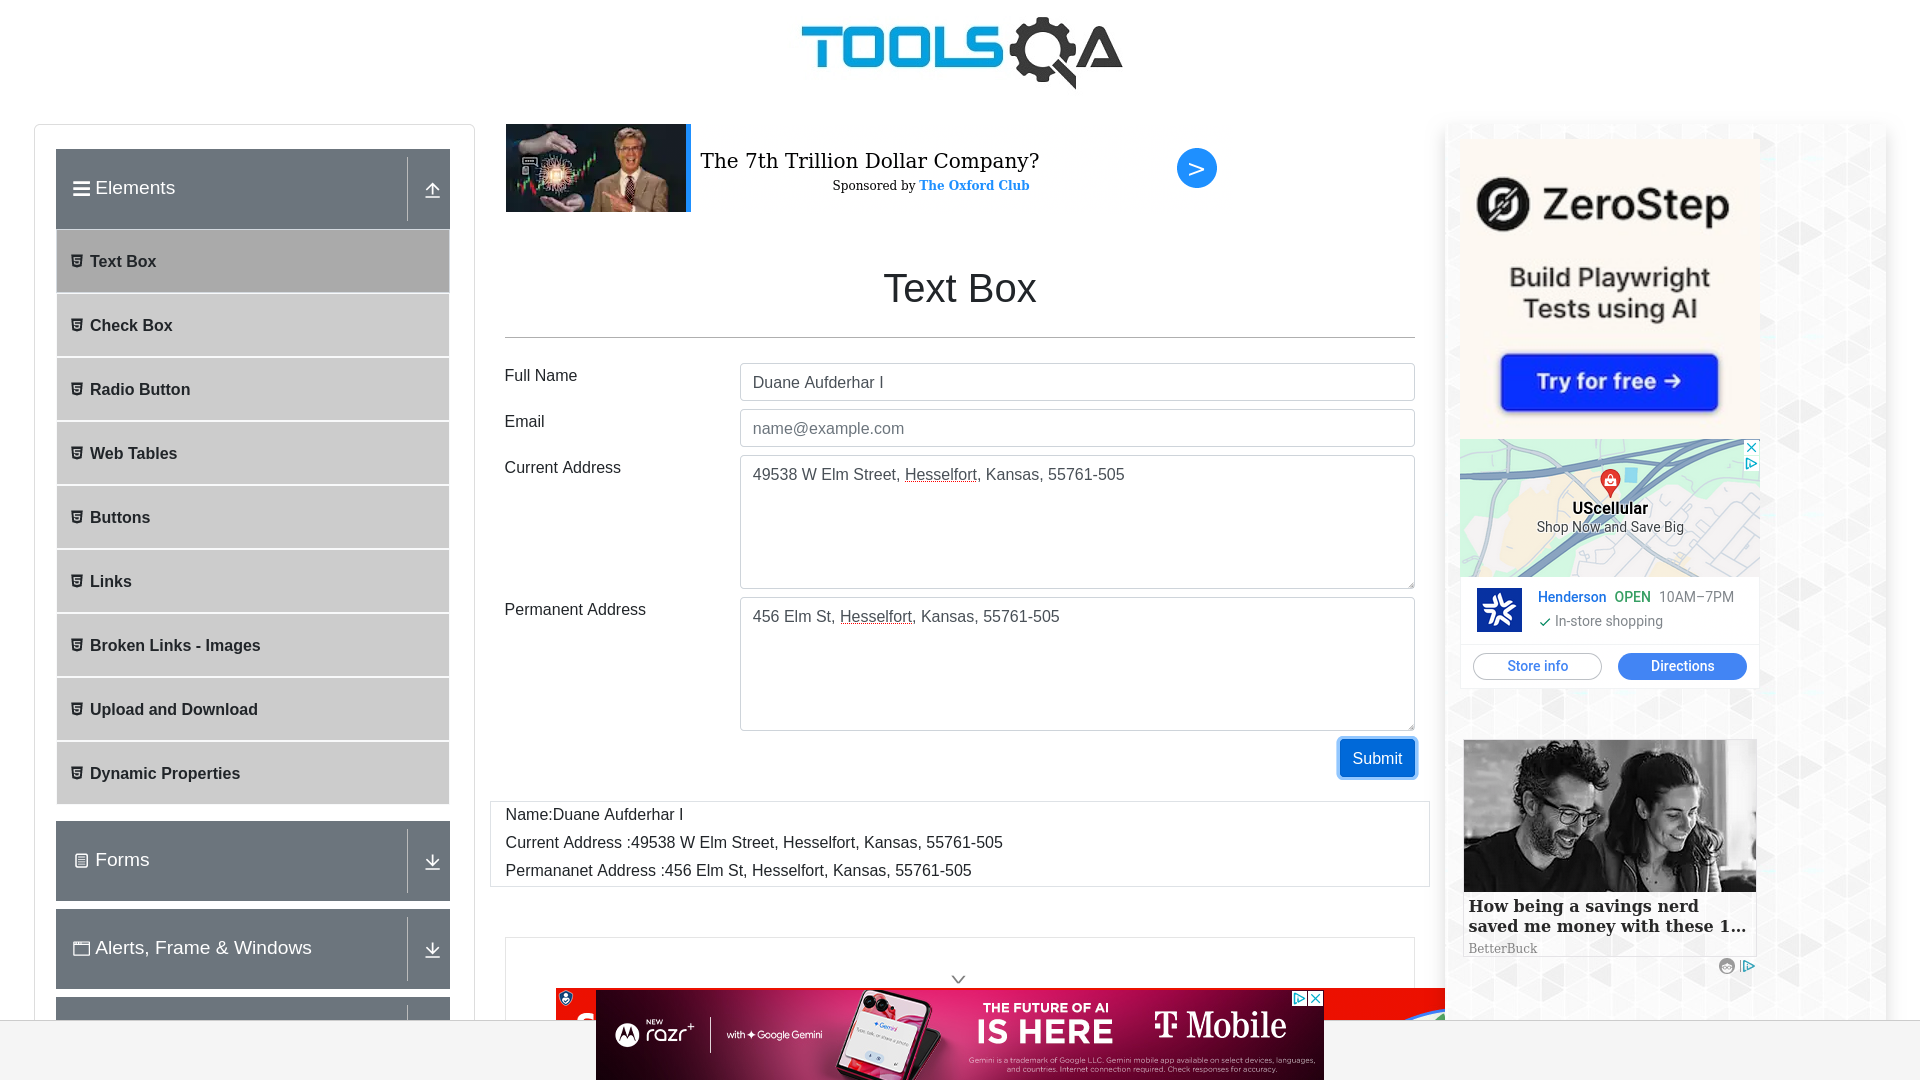 TOOLSQA
Elements
Text Box
Check Box
Radio Button
Web Tables
Buttons
Links
Broken Links - Images
Upload and Download
Dynamic Properties
Forms
Alerts, Frame & Windows
The 7th Trillion Dollar Company?
Sponsored by The Oxford Club
>
Text Box
Full Name
Duane Aufderhar I
Email
name@example.com
Current Address
49538 W Elm Street, Hesselfort, Kansas, 55761-505
Permanent Address
456 Elm St, Hesselfort, Kansas, 55761-505
Submit
Name:Duane Aufderhar I
Current Address :49538 W Elm Street, Hesselfort, Kansas, 55761-505
Permananet Address :456 Elm St, Hesselfort, Kansas, 55761-505
ZeroStep
Build Playwright
Tests using AI
Try for free →
UScellular
Shop Now and Save Big
Henderson OPEN 10AM–7PM
In-store shopping
Store info
Directions
How being a savings nerd
saved me money with these 1...
BetterBuck
NEW
razr+
with Google Gemini
THE FUTURE OF AI
IS HERE
T Mobile
Gemini is a trademark of Google LLC. Gemini mobile app available on select devices, languages,
and countries. Internet connection required. Check responses for accuracy.